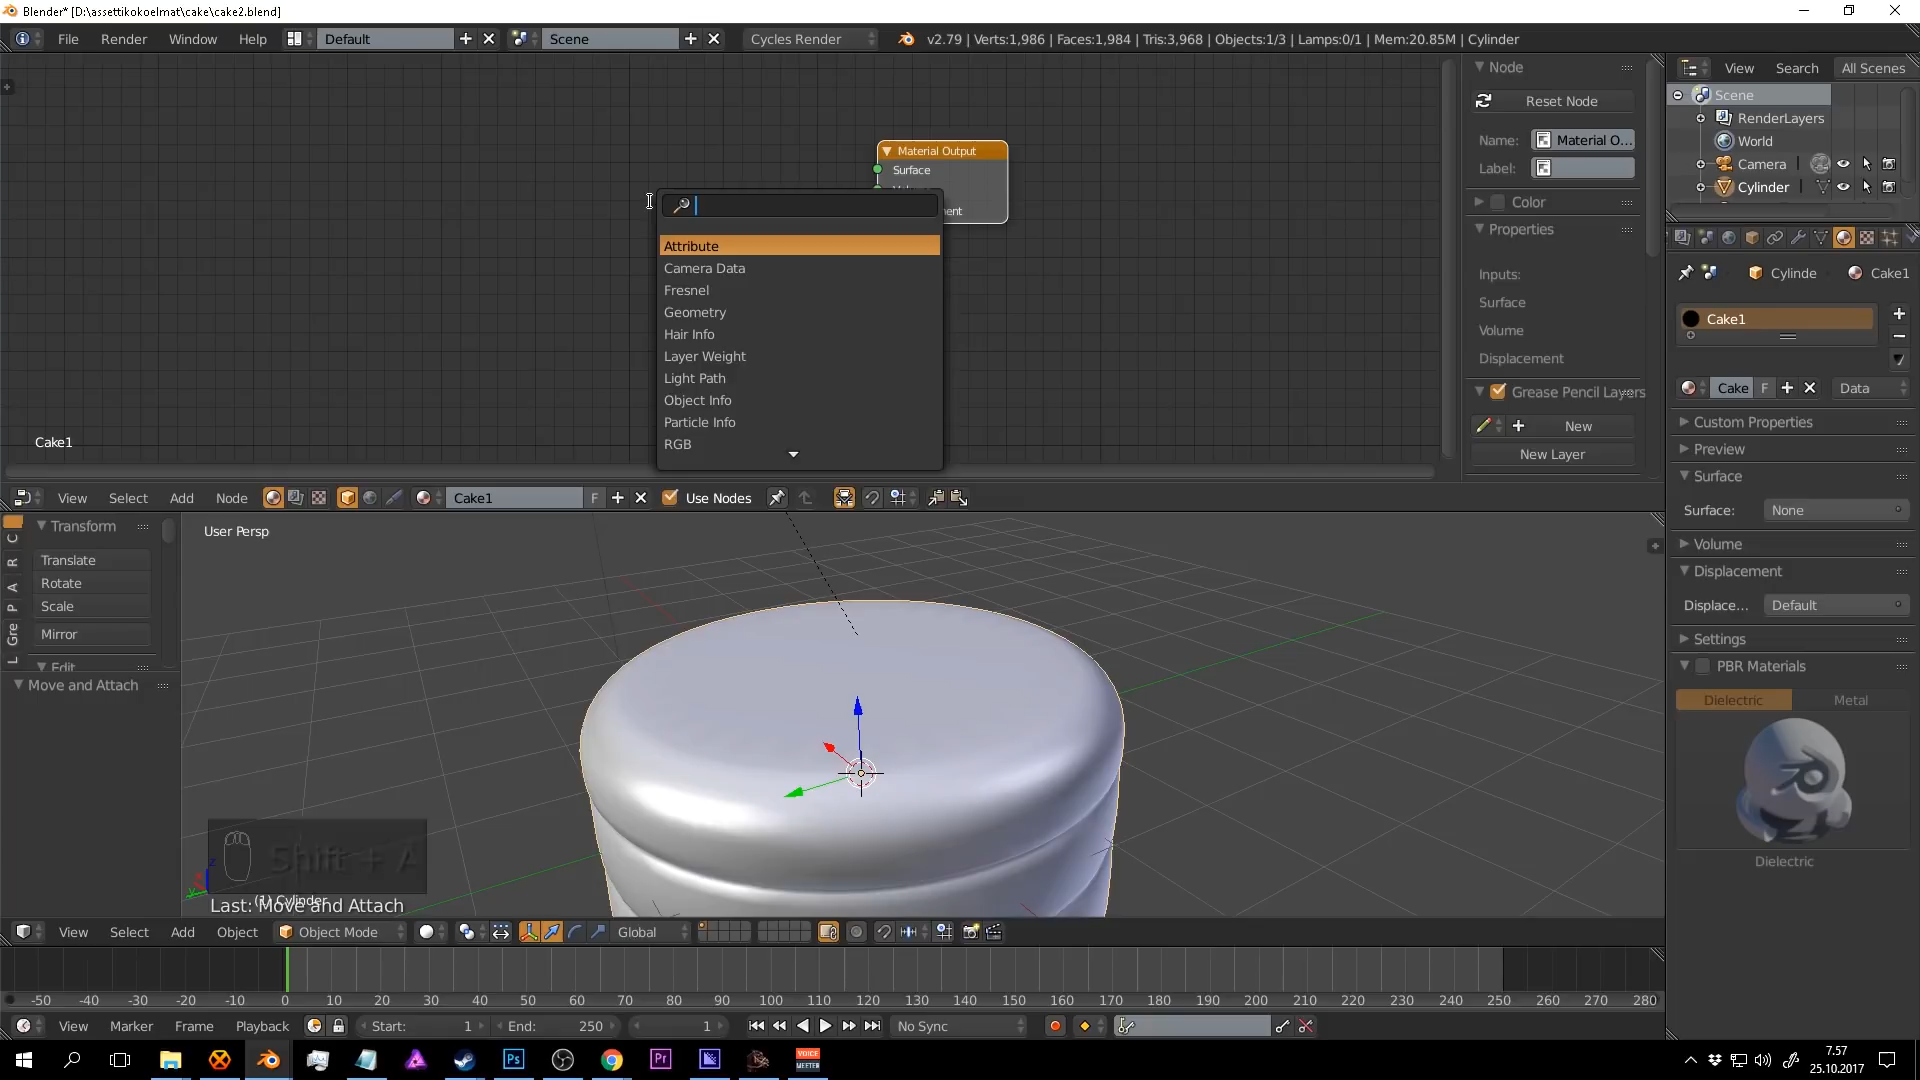 Blender* [D:\assettikokoelmat\cake\cake2.blend]
File Render Window Help Default Scene Cycles Render v2.79 | Verts:1,986 | Faces:1,984 | Tris:3,968 | Objects:1/3 | Lamps:0/1 | Mem:20.85M | Cylinder
Material Output
Surface
Attribute
Camera Data
Fresnel
Geometry
Hair Info
Layer Weight
Light Path
Object Info
Particle Info
RGB
Cake1
Node
Reset Node
Name: Material O...
Label:
Color
Properties
Inputs:
Surface
Volume
Displacement
Grease Pencil Layers
New
New Layer
View Search All Scenes
Scene
RenderLayers
World
Camera
Cylinder
Cylinde Cake1
Cake1
Cake F Data
Custom Properties
Preview
Surface
Surface: None
Volume
Displacement
Displace... Default
Settings
PBR Materials
Dielectric Metal
Dielectric
View Select Add Node Cake1 F Use Nodes
Transform
Translate
Rotate
Scale
Mirror
Edit
Move and Attach
C
R
A
P
Gre
L
User Persp
Shift + A
(1) Cylinder
Last: Move and Attach
View Select Add Object Object Mode Global
-50 -40 -30 -20 -10 0 10 20 30 40 50 60 70 80 90 100 110 120 130 140 150 160 170 180 190 200 210 220 230 240 250 260 270 280
View Marker Frame Playback Start: 1 End: 250 1 No Sync
Ps Pr VOICE MEETER
7.57
25.10.2017